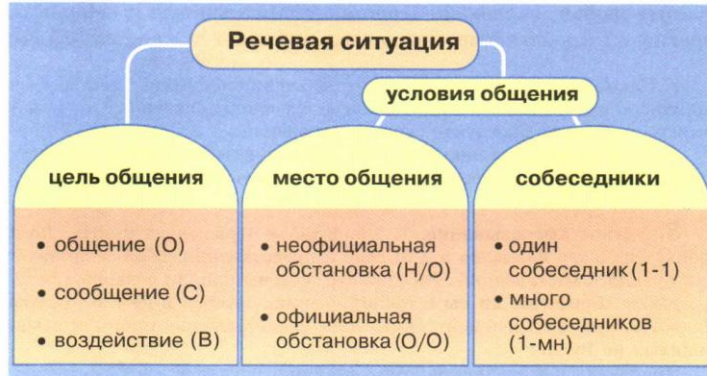 Речевая ситуация
условия общения
цель общения
• общение (О)
• сообщение (С)
• воздействие (В)
место общения
• неофициальная
обстановка (Н/О)
• официальная
обстановка (О/О)
собеседники
• один
собеседник (1-1)
• много
собеседников
(1-мн)